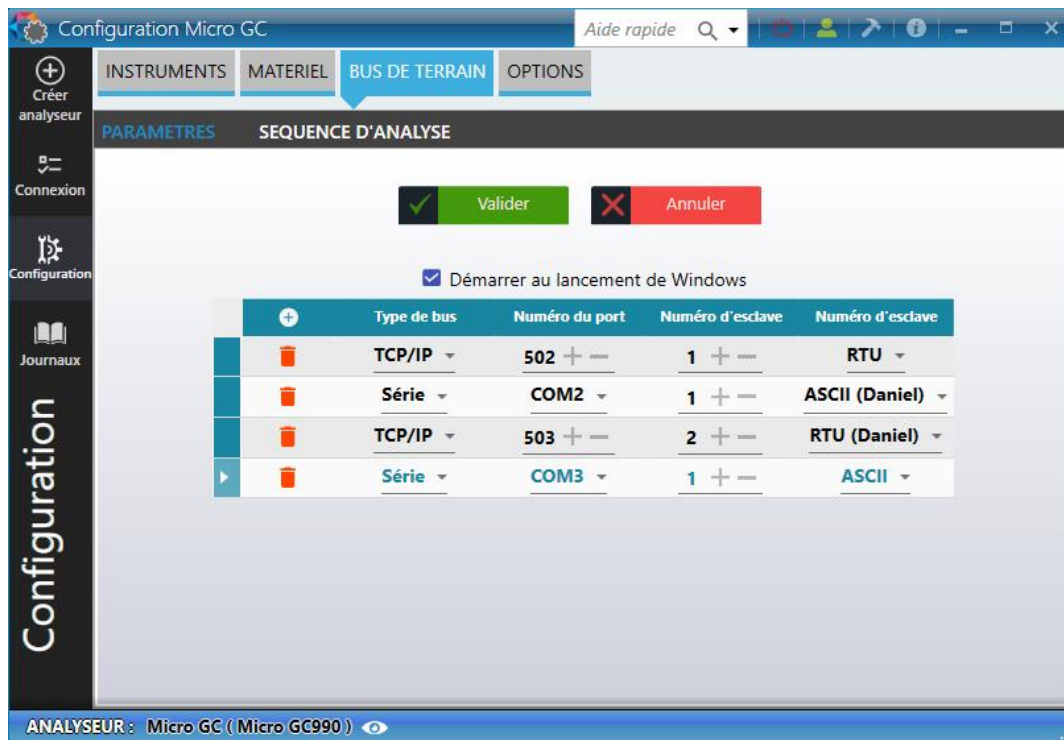 Configuration Micro GC
Aide rapide
Créer
analyseur
Connexion
Configuration
Journaux
Configuration
INSTRUMENTS MATERIEL BUS DE TERRAIN OPTIONS
PARAMETRES SEQUENCE D'ANALYSE
Valider Annuler
Démarrer au lancement de Windows
Type de bus Numéro du port Numéro d'esclave Numéro d'esclave
TCP/IP 502 1 RTU
Série COM2 1 ASCII (Daniel)
TCP/IP 503 2 RTU (Daniel)
Série COM3 1 ASCII
ANALYSEUR : Micro GC ( Micro GC990 )